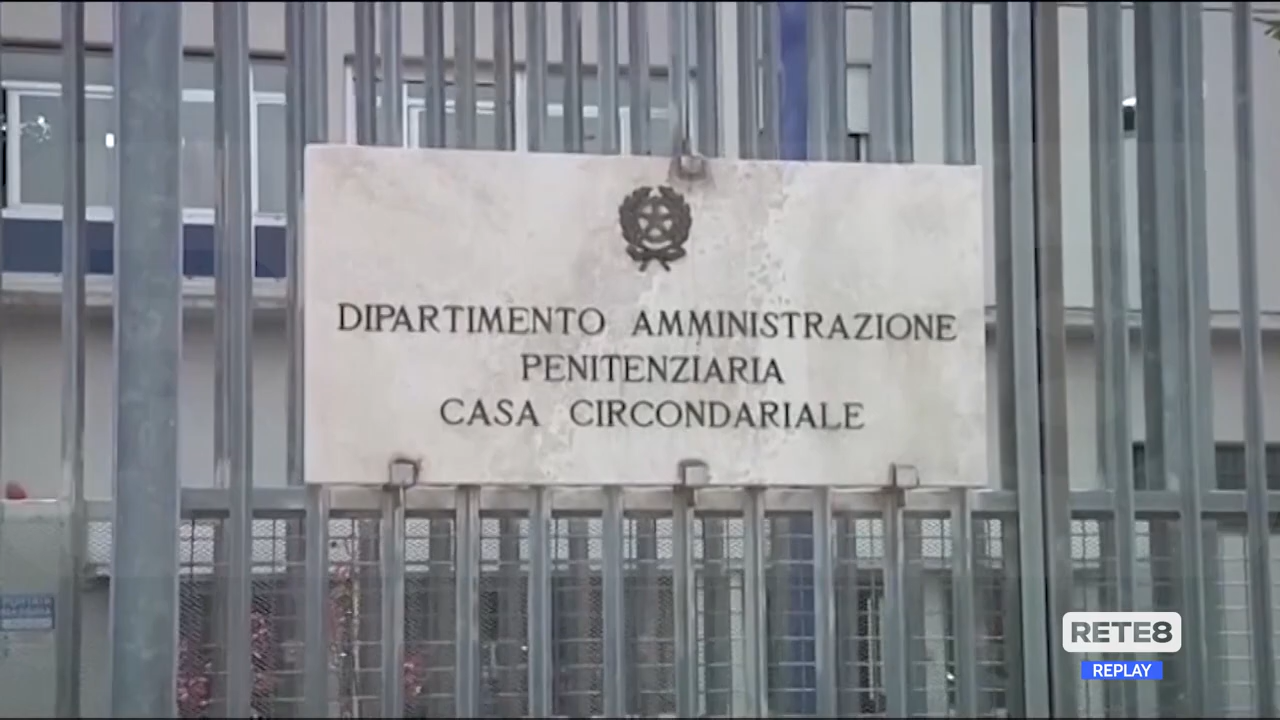 DIPARTIMENTO AMMINISTRAZIONE
PENITENZIARIA
CASA CIRCONDARIALE
RETE8
REPLAY